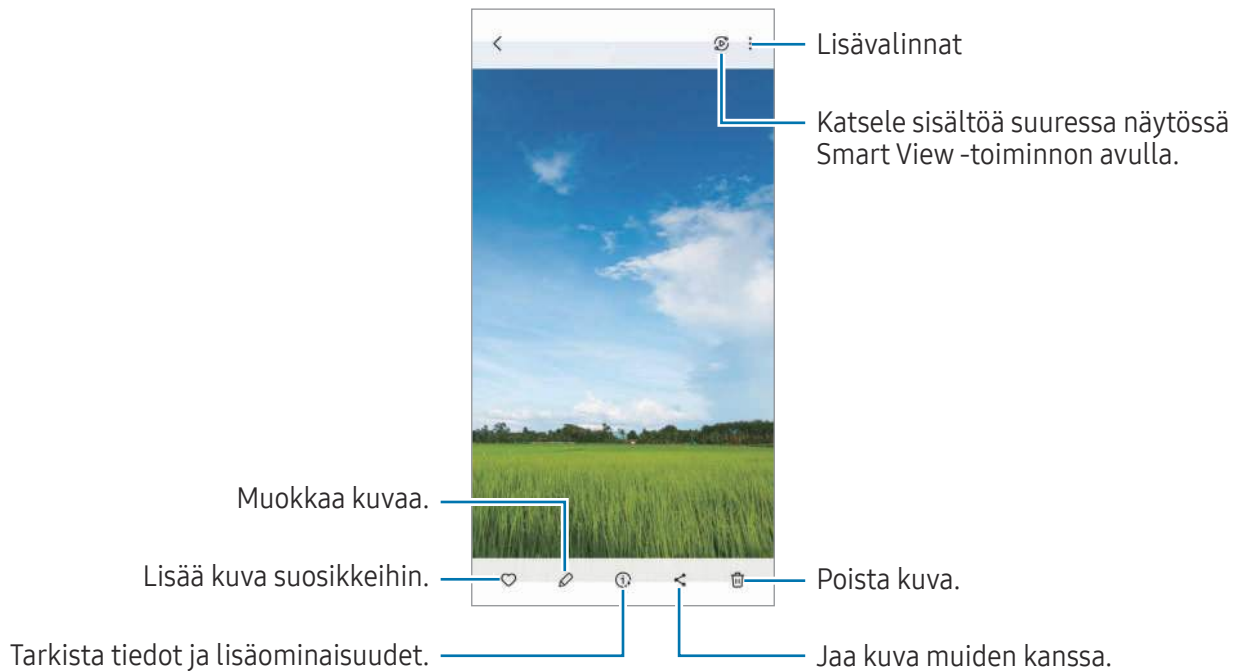 Lisävalinnat
Katsele sisältöä suuressa näytössä
Smart View -toiminnon avulla.
Muokkaa kuvaa.
Lisää kuva suosikkeihin.
Poista kuva.
Tarkista tiedot ja lisäominaisuudet.
Jaa kuva muiden kanssa.